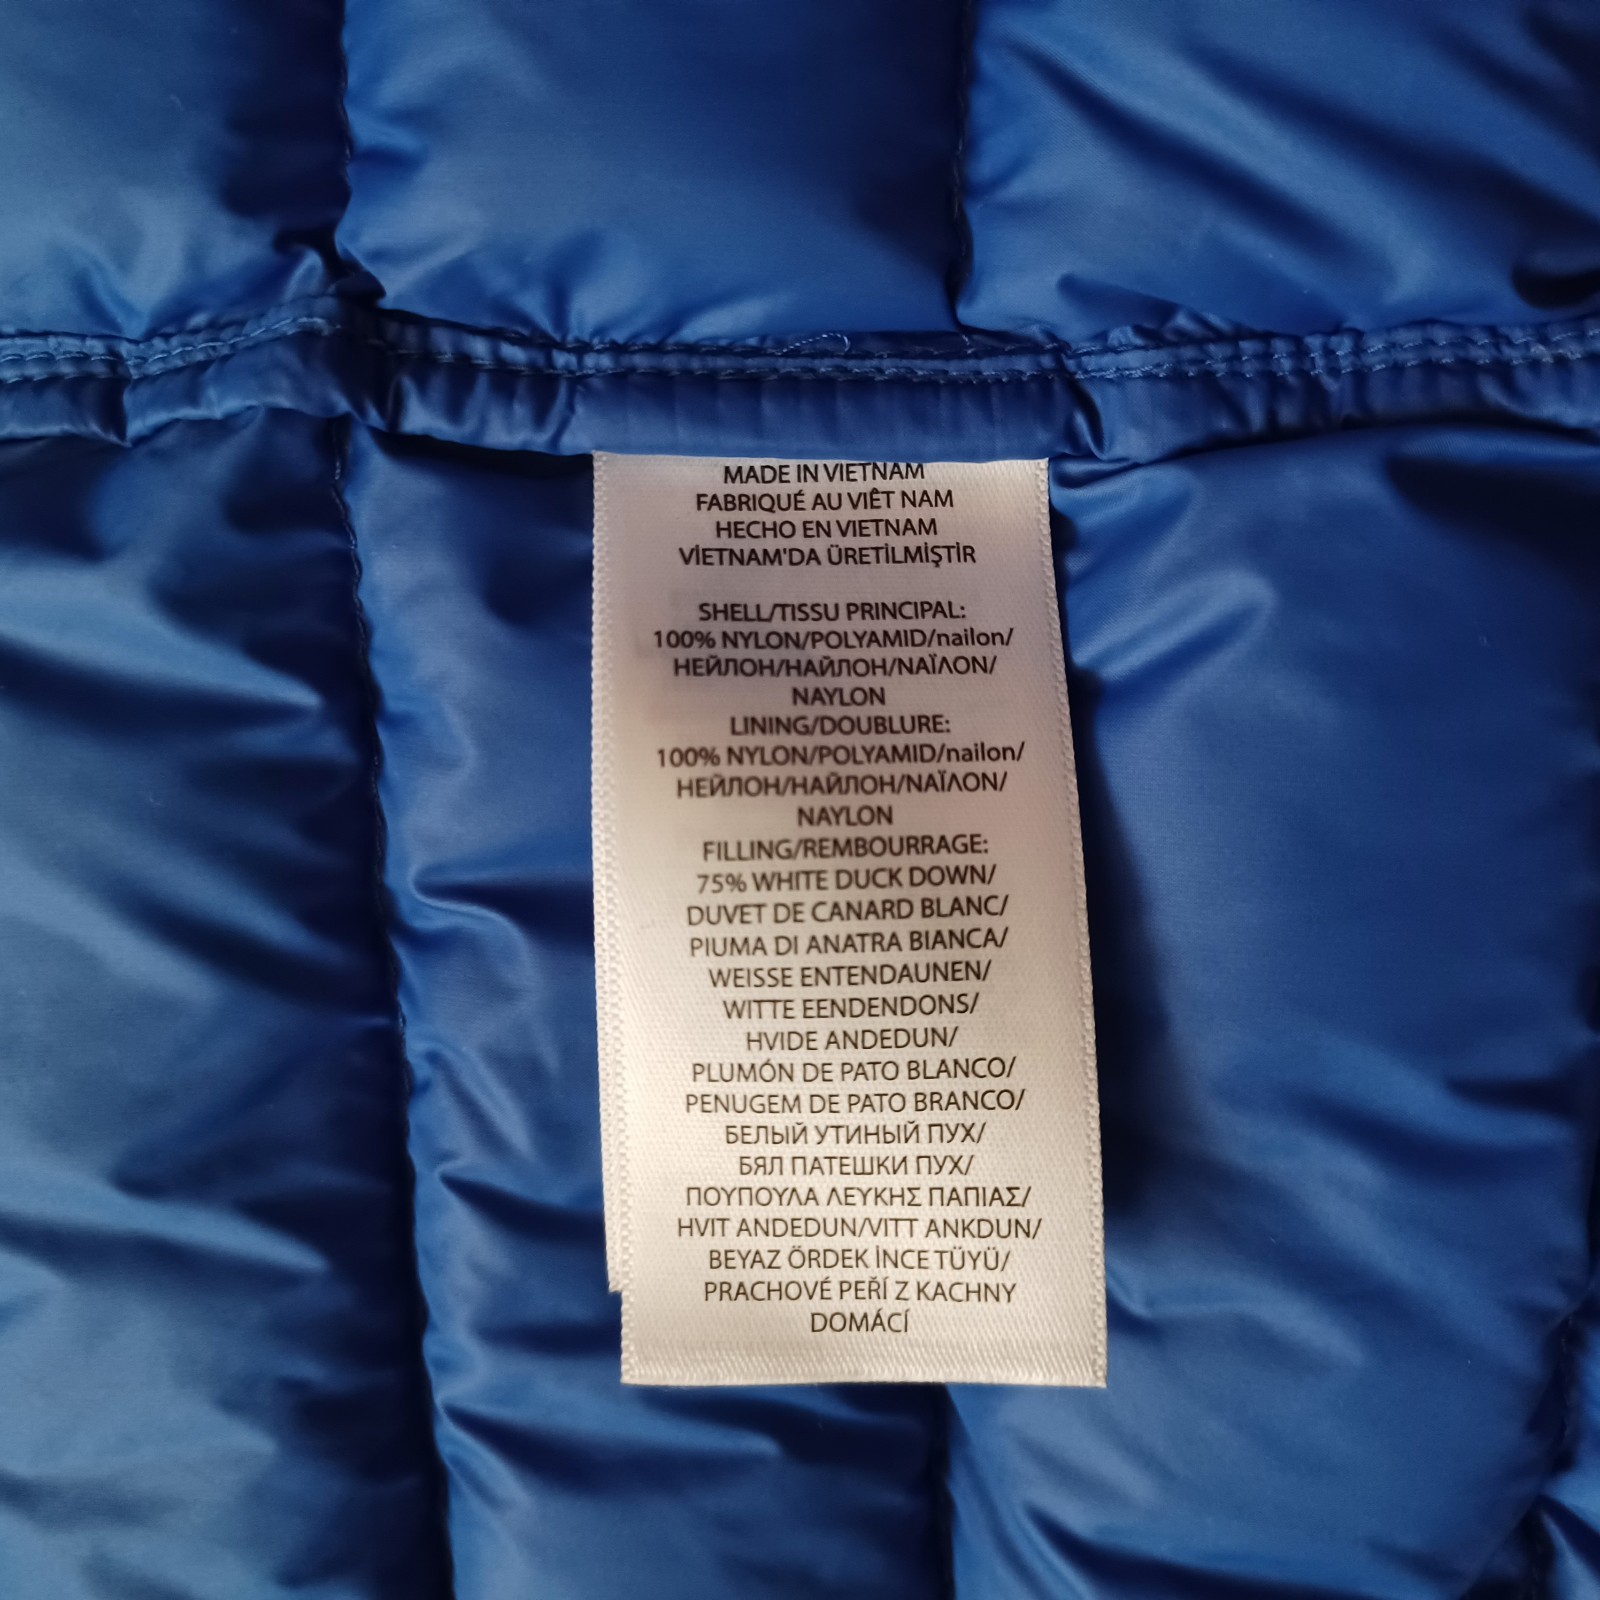 MADE IN VIETNAM
FABRIQUÉ AU VIÊT NAM
HECHO EN VIETNAM
VİETNAM'DA ÜRETİLMİŞTİR
SHELL/TISSU PRINCIPAL:
100% NYLON/POLYAMID/nailon/
НЕЙЛОН/НАЙЛОН/ΝΑΪΛΟΝ/
NAYLON
LINING/DOUBLURE:
100% NYLON/POLYAMID/nailon/
НЕЙЛОН/НАЙЛОН/ΝΑΪΛΟΝ/
NAYLON
FILLING/REMBOURRAGE:
75% WHITE DUCK DOWN/
DUVET DE CANARD BLANC/
PIUMA DI ANATRA BIANCA/
WEISSE ENTENDAUNEN/
WITTE EENDENDONS/
HVIDE ANDEDUN/
PLUMÓN DE PATO BLANCO/
PENUGEM DE PATO BRANCO/
БЕЛЫЙ УТИНЫЙ ПУХ/
БЯЛ ПАТЕШКИ ПУХ/
ΠΟΥΠΟΥΛΑ ΛΕΥΚΗΣ ΠΑΠΙΑΣ/
HVIT ANDEDUN/VITT ANKDUN/
BEYAZ ÖRDEK İNCE TÜYÜ/
PRACHOVÉ PEŘÍ Z KACHNY
DOMÁCÍ